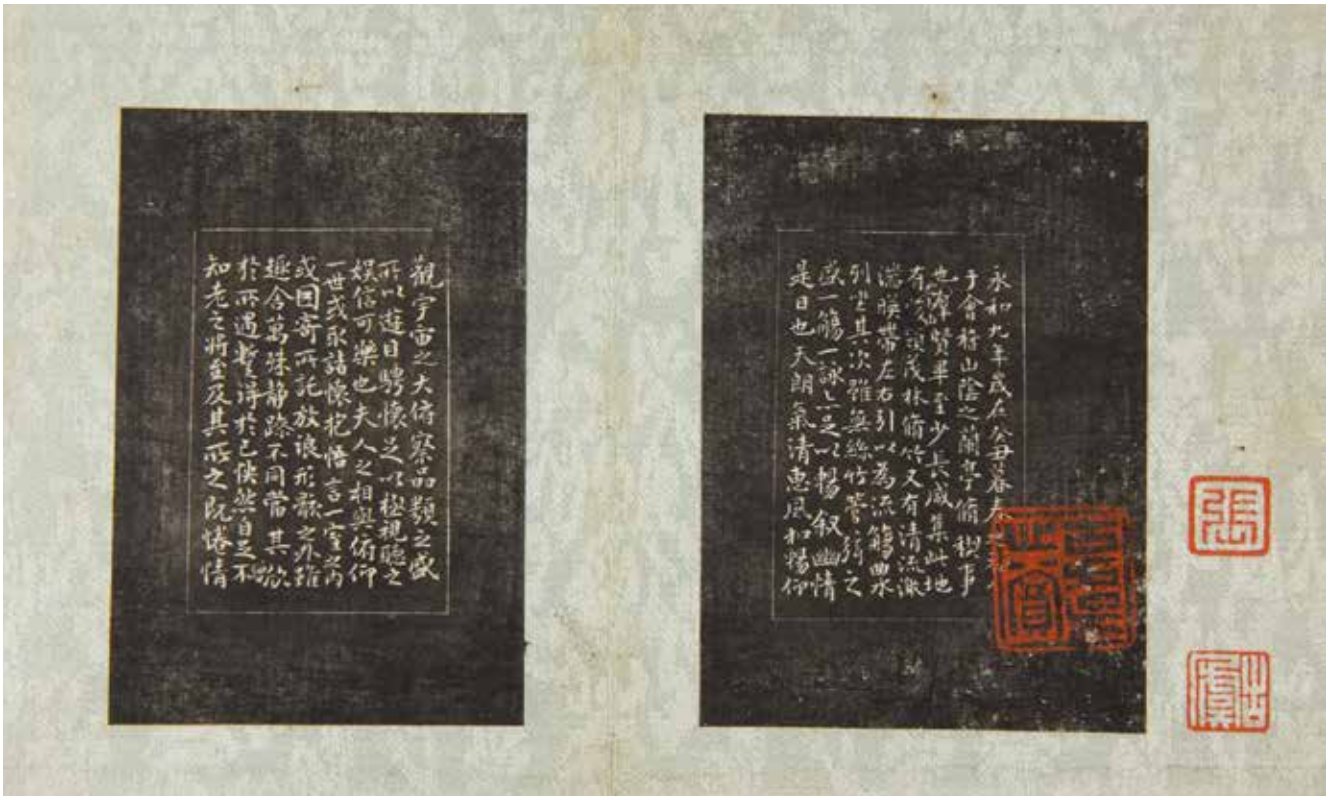 張
永和九年歲在癸丑暮春之初
于會稽山陰之蘭亭脩稧事
也羣賢畢至少長咸集此地
有崇領茂林脩竹又有清流激
湍暎帶左右引以為流觴曲水
列坐其次雖無絲竹管弦之
盛一觴一詠亦足以暢叙幽情
是日也天朗氣清惠風和暢仰
觀宇宙之大俯察品類之盛
所以遊目騁懷足以極視聽之
娛信可樂也夫人之相與俯仰
一世或取諸懷抱悟言一室之內
或因寄所託放浪形骸之外雖
趣舍萬殊靜躁不同當其欣
於所遇暫得於己怏然自足不
知老之將至及其所之既惓情